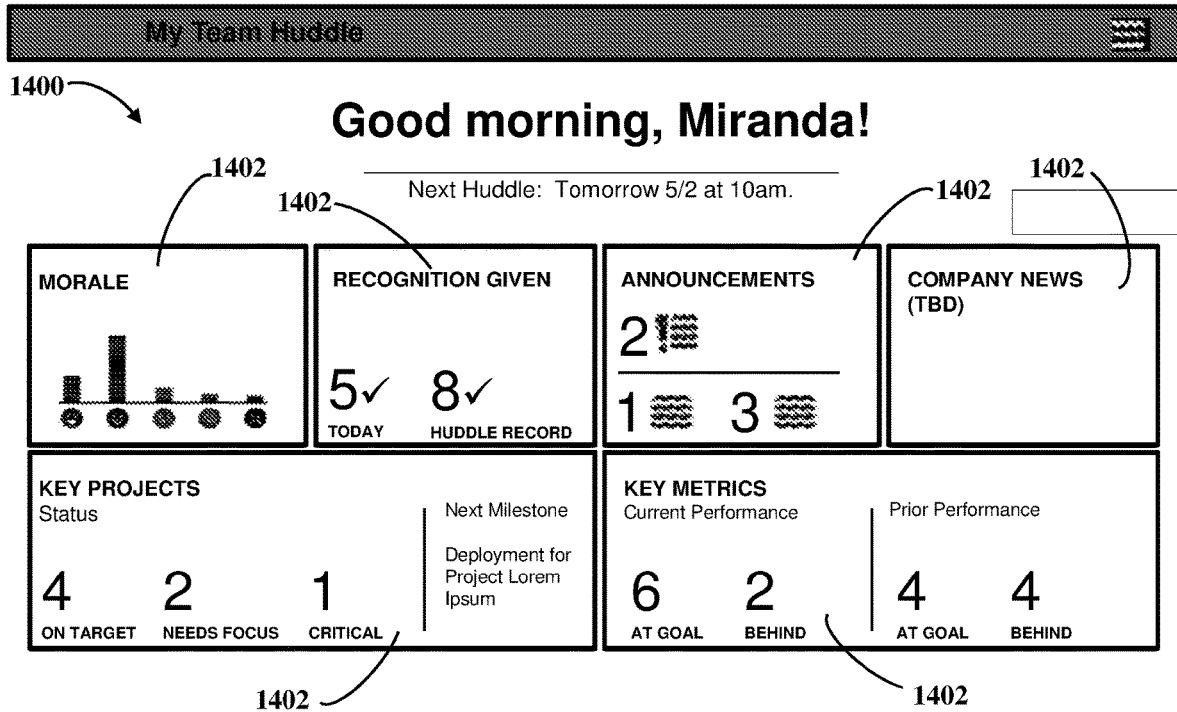 My Team Huddle
1400
Good morning, Miranda!
Next Huddle: Tomorrow 5/2 at 10am.
1402
1402
1402
1402
MORALE
RECOGNITION GIVEN
5✓
8✓
TODAY
HUDDLE RECORD
ANNOUNCEMENTS
2!
1
3
COMPANY NEWS
(TBD)
KEY PROJECTS
Status
4
2
1
ON TARGET
NEEDS FOCUS
CRITICAL
Next Milestone
Deployment for
Project Lorem
Ipsum
KEY METRICS
Current Performance
6
2
AT GOAL
BEHIND
Prior Performance
4
4
AT GOAL
BEHIND
1402
1402